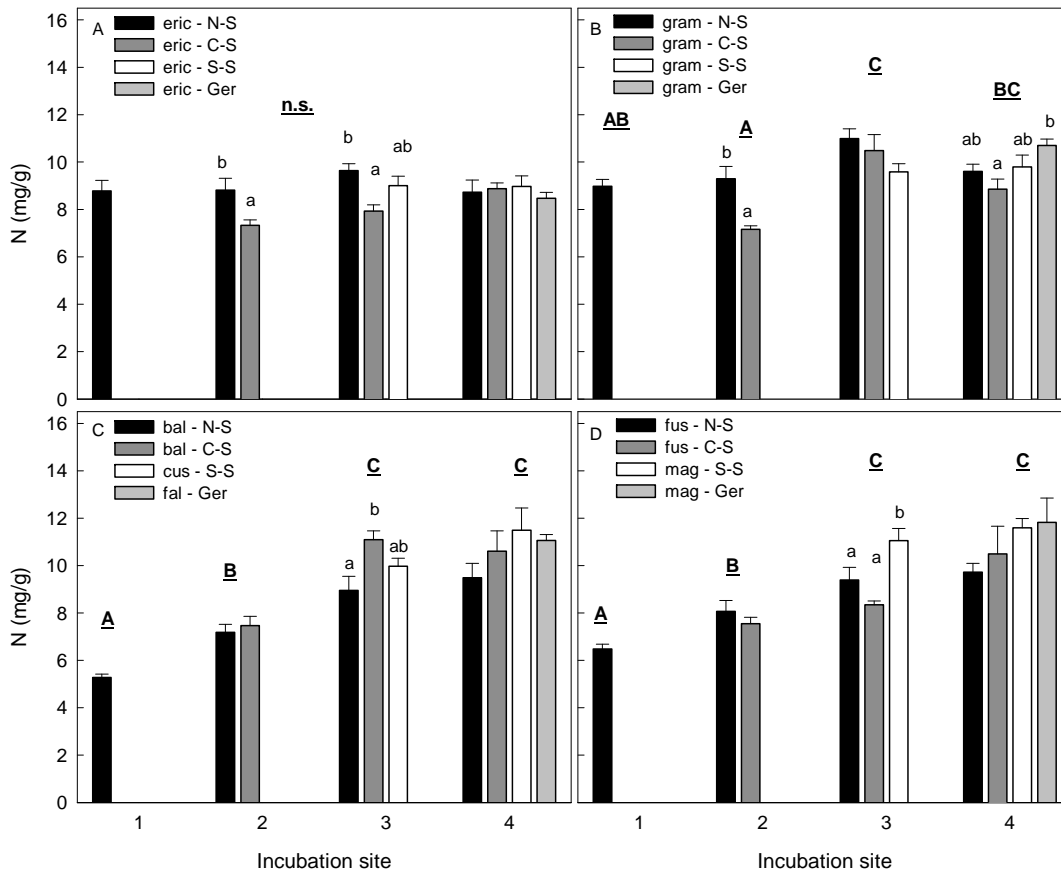 A
eric - N-S
eric - C-S
eric - S-S
eric - Ger
n.s.
b
a
b
a
ab
B
gram - N-S
gram - C-S
gram - S-S
gram - Ger
AB
A
C
BC
b
a
ab
a
ab
b
16
14
12
10
8
6
4
2
0
N (mg/g)
C
bal - N-S
bal - C-S
cus - S-S
fal - Ger
A
B
C
C
a
b
ab
D
fus - N-S
fus - C-S
mag - S-S
mag - Ger
A
B
C
C
a
a
b
16
14
12
10
8
6
4
2
0
N (mg/g)
1 2 3 4
1 2 3 4
Incubation site
Incubation site